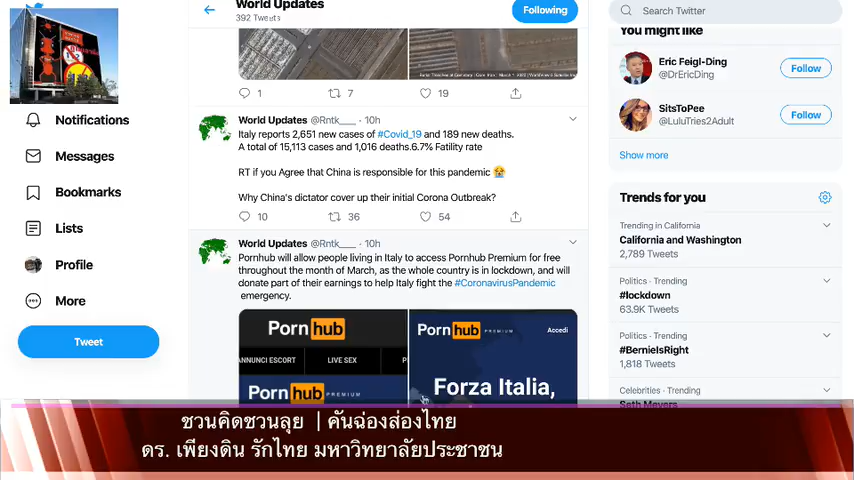 World Updates
392 Tweets
Following
Search Twitter
1
7
19
World Updates @Rntk___ · 10h
Italy reports 2,651 new cases of #Covid_19 and 189 new deaths.
A total of 15,113 cases and 1,016 deaths.6.7% Fatility rate
RT if you Agree that China is responsible for this pandemic
Why China's dictator cover up their initial Corona Outbreak?
10
36
54
World Updates @Rntk___ · 10h
Pornhub will allow people living in Italy to access Pornhub Premium for free
throughout the month of March, as the whole country is in lockdown, and will
donate part of their earnings to help Italy fight the #CoronavirusPandemic
emergency.
Porn hub
ANNUNCI ESCORT
LIVE SEX
P
Porn hub PREMIUM
Porn hub PREMIUM
Accedi
Forza Italia,
Notifications
Messages
Bookmarks
Lists
Profile
More
Tweet
You might like
Eric Feigl-Ding
@DrEricDing
Follow
SitsToPee
@LuluTries2Adult
Follow
Show more
Trends for you
Trending in California
California and Washington
2,789 Tweets
Politics · Trending
#lockdown
63.9K Tweets
Politics · Trending
#BernieIsRight
1,818 Tweets
Celebrities · Trending
Seth Meyers
ชวนคิดชวนลุย | คันฉ่องส่องไทย
ดร. เพียงดิน รักไทย มหาวิทยาลัยประชาชน